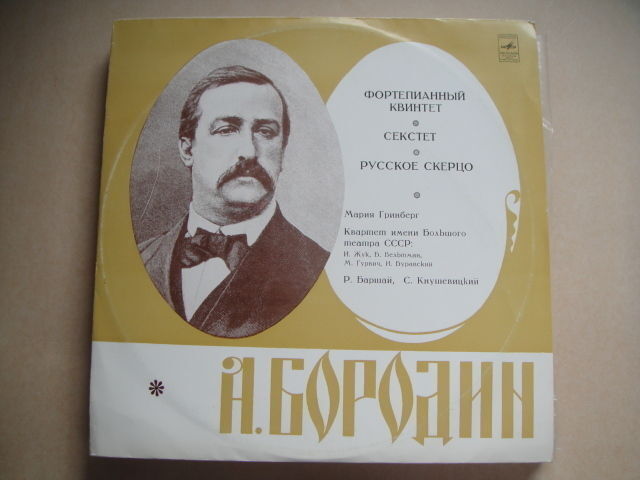 ФОРТЕПИАННЫЙ
КВИНТЕТ
СЕКСТЕТ
РУССКОЕ СКЕРЦО
Мария Гринберг
Квартет имени Большого
театра СССР:
И. Жук, Б. Вельтман,
М. Гурвич, И. Буравский
Р. Баршай, С. Кнушевицкий
А. БОРОДИН